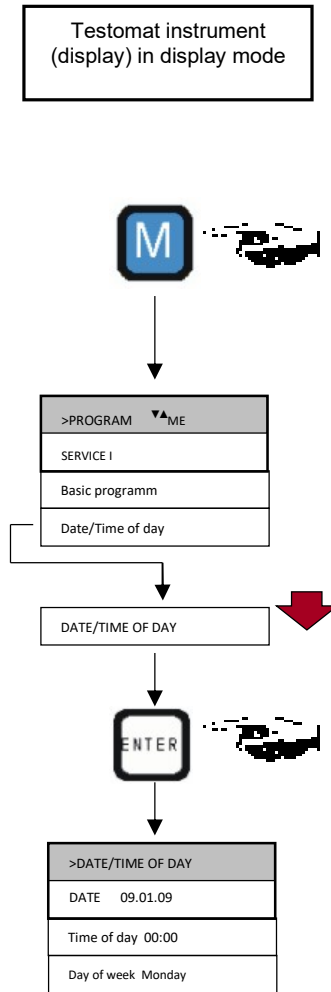 Testomat instrument
(display) in display mode
M
>PROGRAM ▼▲ME
SERVICE I
Basic programm
Date/Time of day
DATE/TIME OF DAY
ENTER
>DATE/TIME OF DAY
DATE 09.01.09
Time of day 00:00
Day of week Monday